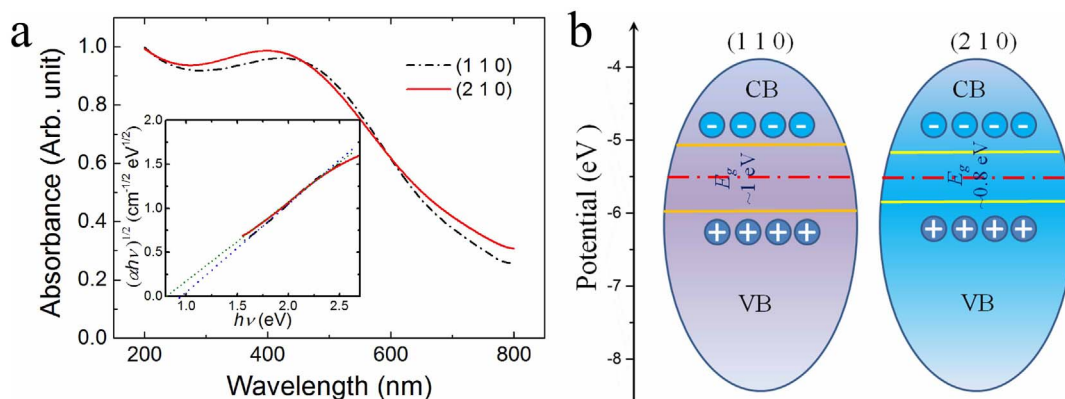 a
Absorbance (Arb. unit)
1.0
0.8
0.6
0.4
0.2
0.0
200 400 600 800
Wavelength (nm)
(1 1 0)
(2 1 0)
(αhν)^1/2 (cm^-1/2 eV^1/2)
2.0
1.5
1.0
0.5
0.0
1.0 1.5 2.0 2.5
hν (eV)
b
Potential (eV)
-4
-5
-6
-7
-8
(1 1 0)
CB
- - - -
E_g
~1 eV
+ + + +
VB
(2 1 0)
CB
- - - -
E_g
~0.8 eV
+ + + +
VB